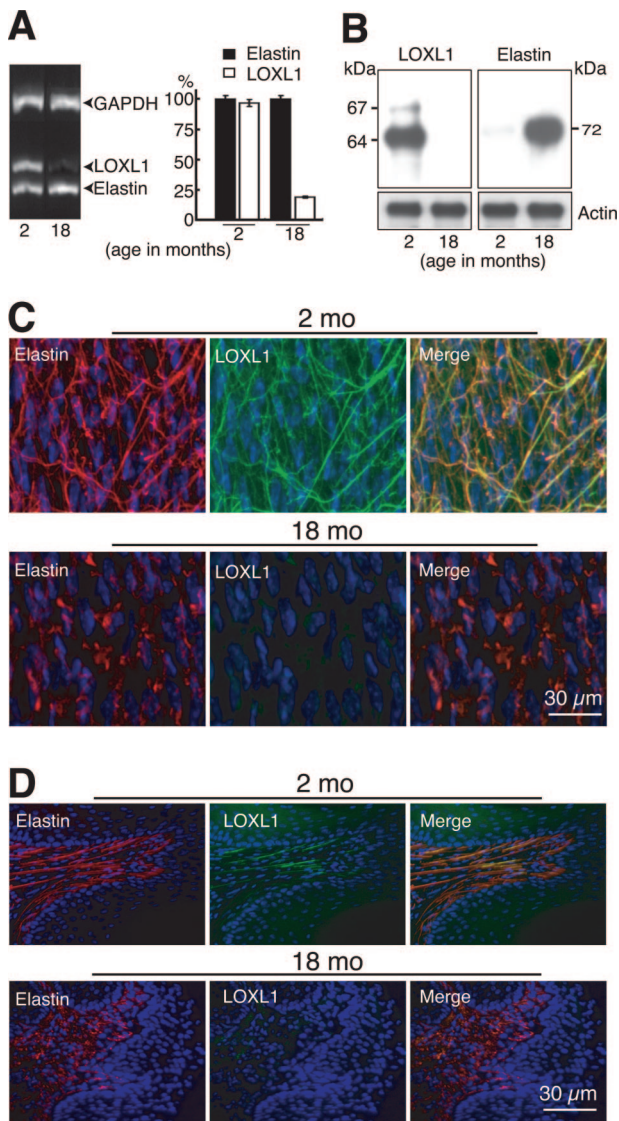 A
Elastin
LOXL1
GAPDH
LOXL1
Elastin
2 18
%
100
75
50
25
0
2 18
(age in months)
B
LOXL1 Elastin
kDa kDa
67
64
72
Actin
2 18 2 18
(age in months)
C
2 mo
Elastin LOXL1 Merge
18 mo
Elastin LOXL1 Merge
30 µm
D
2 mo
Elastin LOXL1 Merge
18 mo
Elastin LOXL1 Merge
30 µm